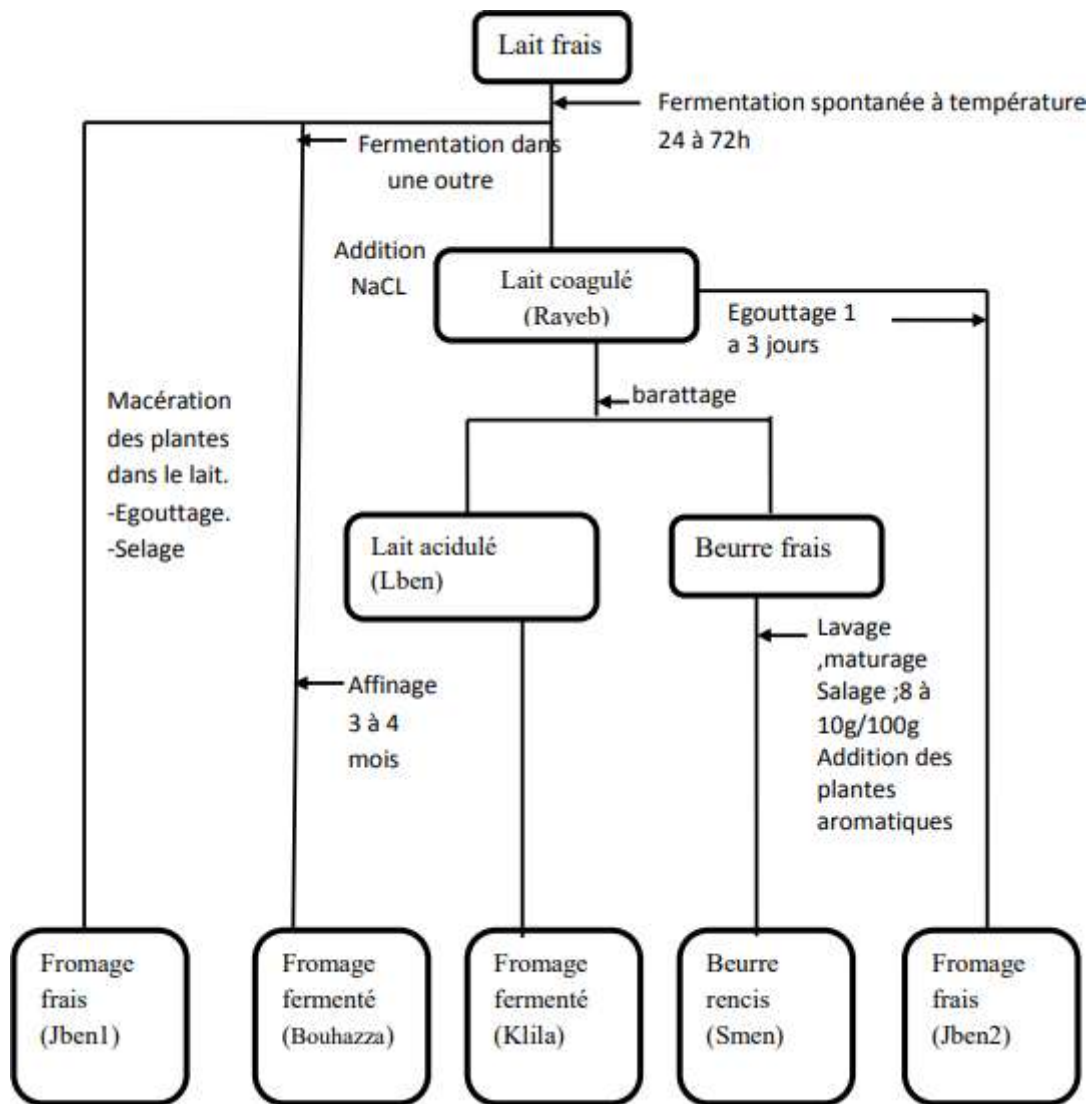 Lait frais
Fermentation spontanée à température
24 à 72h
Fermentation dans
une outre
Addition
NaCL
Lait coagulé
(Rayeb)
Egouttage 1
a 3 jours
barattage
Macération
des plantes
dans le lait.
-Egouttage.
-Selage
Lait acidulé
(Lben)
Beurre frais
Lavage
,maturage
Salage ;8 à
10g/100g
Addition des
plantes
aromatiques
Affinage
3 à 4
mois
Fromage
frais
(Jben1)
Fromage
fermenté
(Bouhazza)
Fromage
fermenté
(Klila)
Beurre
rencis
(Smen)
Fromage
frais
(Jben2)